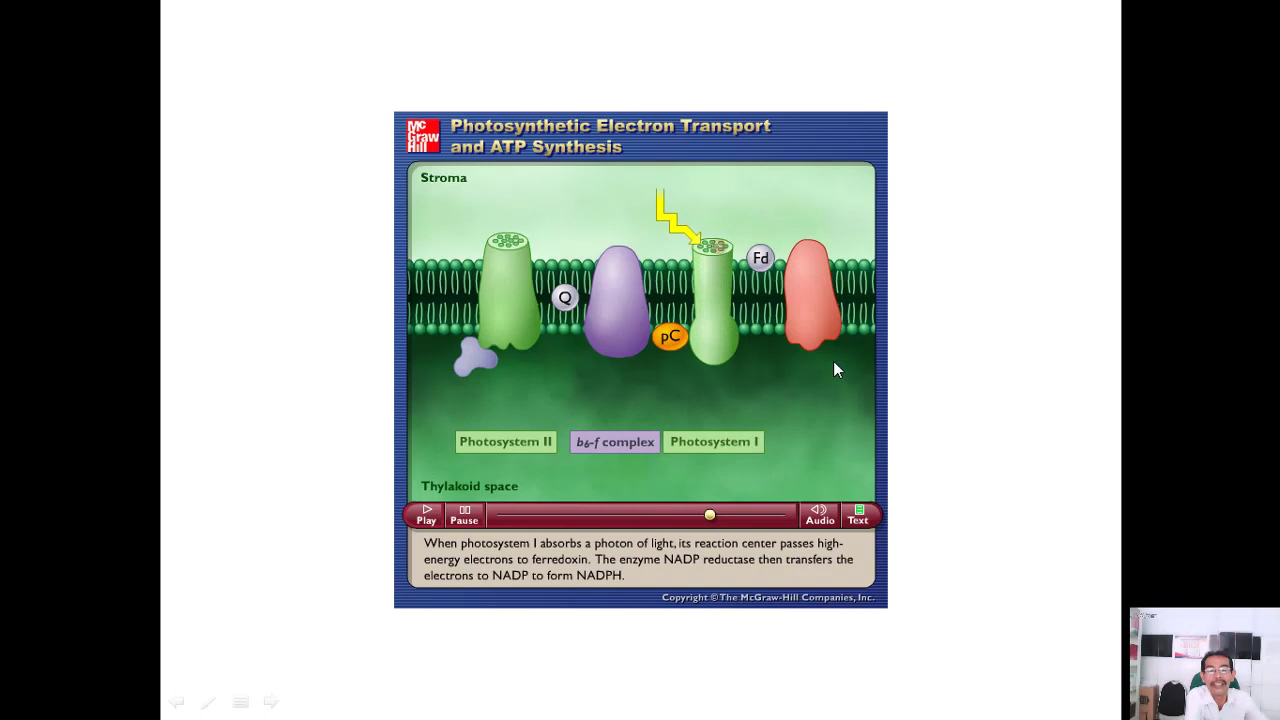 Mc
Graw
Hill
Photosynthetic Electron Transport
and ATP Synthesis
Stroma
Fd
Q
pC
Photosystem II
b6-f complex
Photosystem I
Thylakoid space
Play
Pause
Audio
Text
When photosystem I absorbs a photon of light, its reaction center passes high-
energy electrons to ferredoxin. The enzyme NADP reductase then transfers the
electrons to NADP to form NADPH.
Copyright © The McGraw-Hill Companies, Inc.